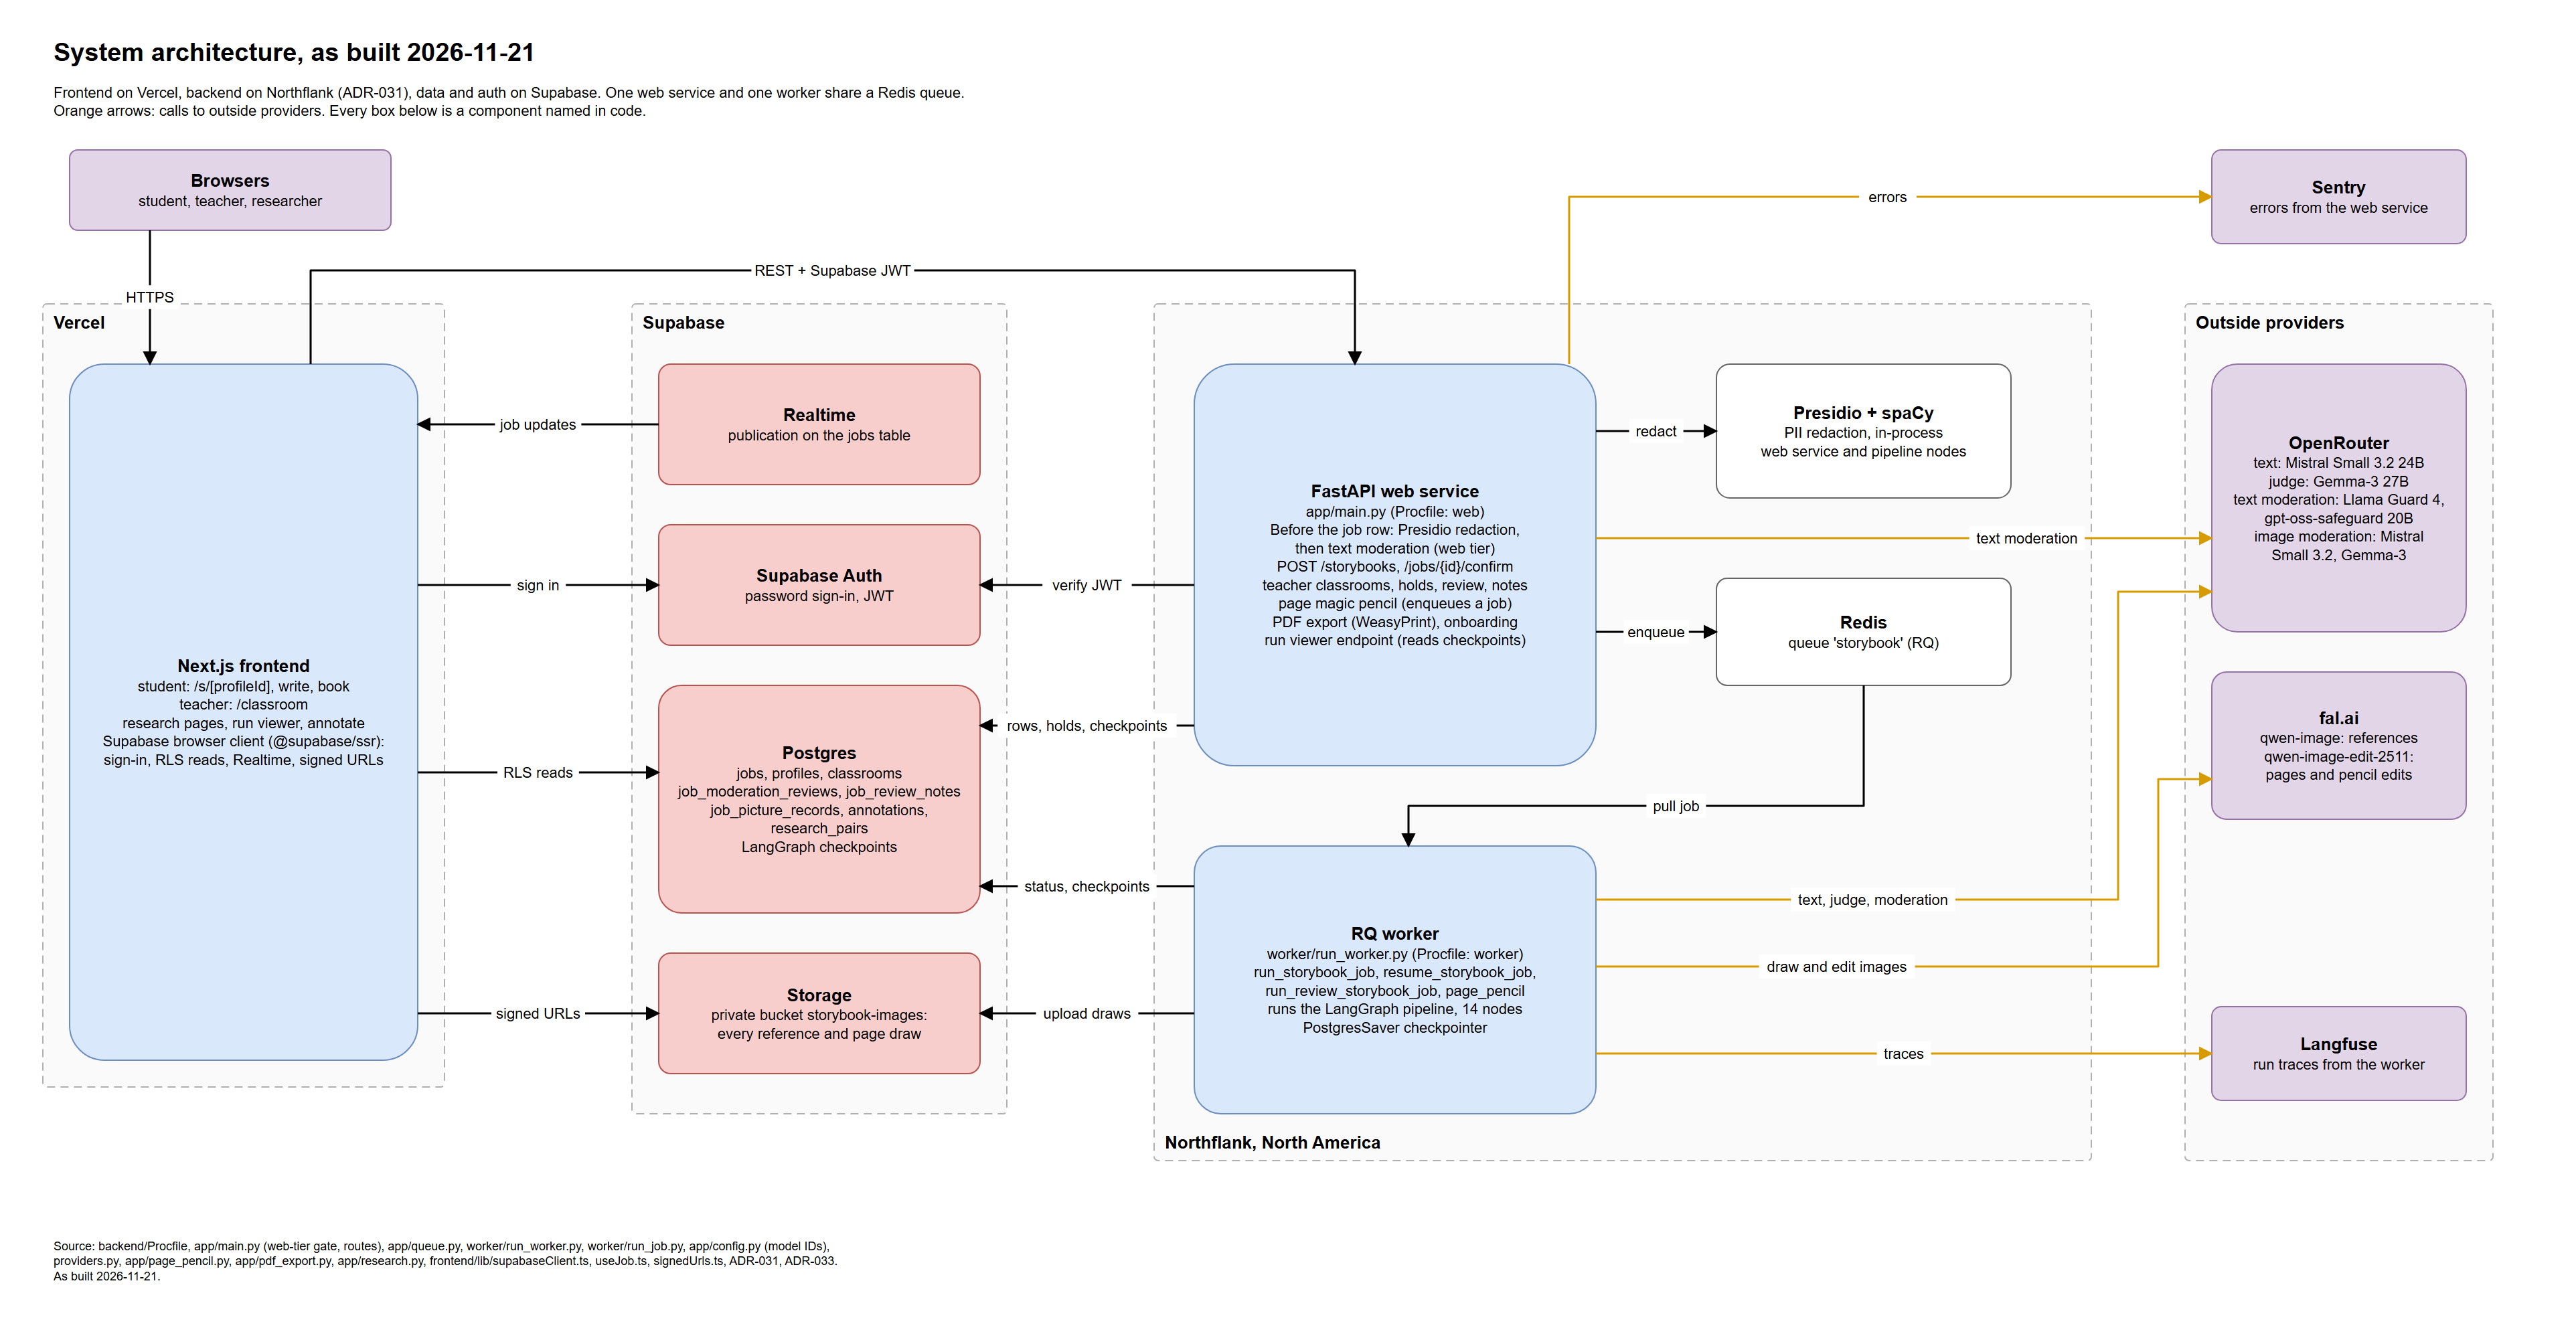 System architecture, as built 2026-11-21
Frontend on Vercel, backend on Northflank (ADR-031), data and auth on Supabase. One web service and one worker share a Redis queue.
Orange arrows: calls to outside providers. Every box below is a component named in code.
Browsers
student, teacher, researcher
HTTPS
REST + Supabase JWT
errors
Sentry
errors from the web service
Vercel
Next.js frontend
student: /s/[profileId], write, book
teacher: /classroom
research pages, run viewer, annotate
Supabase browser client (@supabase/ssr):
sign-in, RLS reads, Realtime, signed URLs
job updates
sign in
RLS reads
signed URLs
Supabase
Realtime
publication on the jobs table
Supabase Auth
password sign-in, JWT
Postgres
jobs, profiles, classrooms
job_moderation_reviews, job_review_notes
job_picture_records, annotations,
research_pairs
LangGraph checkpoints
Storage
private bucket storybook-images:
every reference and page draw
verify JWT
rows, holds, checkpoints
status, checkpoints
upload draws
FastAPI web service
app/main.py (Procfile: web)
Before the job row: Presidio redaction,
then text moderation (web tier)
POST /storybooks, /jobs/{id}/confirm
teacher classrooms, holds, review, notes
page magic pencil (enqueues a job)
PDF export (WeasyPrint), onboarding
run viewer endpoint (reads checkpoints)
redact
Presidio + spaCy
PII redaction, in-process
web service and pipeline nodes
text moderation
enqueue
Redis
queue 'storybook' (RQ)
pull job
RQ worker
worker/run_worker.py (Procfile: worker)
run_storybook_job, resume_storybook_job,
run_review_storybook_job, page_pencil
runs the LangGraph pipeline, 14 nodes
PostgresSaver checkpointer
text, judge, moderation
draw and edit images
traces
Northflank, North America
Outside providers
OpenRouter
text: Mistral Small 3.2 24B
judge: Gemma-3 27B
text moderation: Llama Guard 4,
gpt-oss-safeguard 20B
image moderation: Mistral
Small 3.2, Gemma-3
fal.ai
qwen-image: references
qwen-image-edit-2511:
pages and pencil edits
Langfuse
run traces from the worker
Source: backend/Procfile, app/main.py (web-tier gate, routes), app/queue.py, worker/run_worker.py, worker/run_job.py, app/config.py (model IDs),
providers.py, app/page_pencil.py, app/pdf_export.py, app/research.py, frontend/lib/supabaseClient.ts, useJob.ts, signedUrls.ts, ADR-031, ADR-033.
As built 2026-11-21.